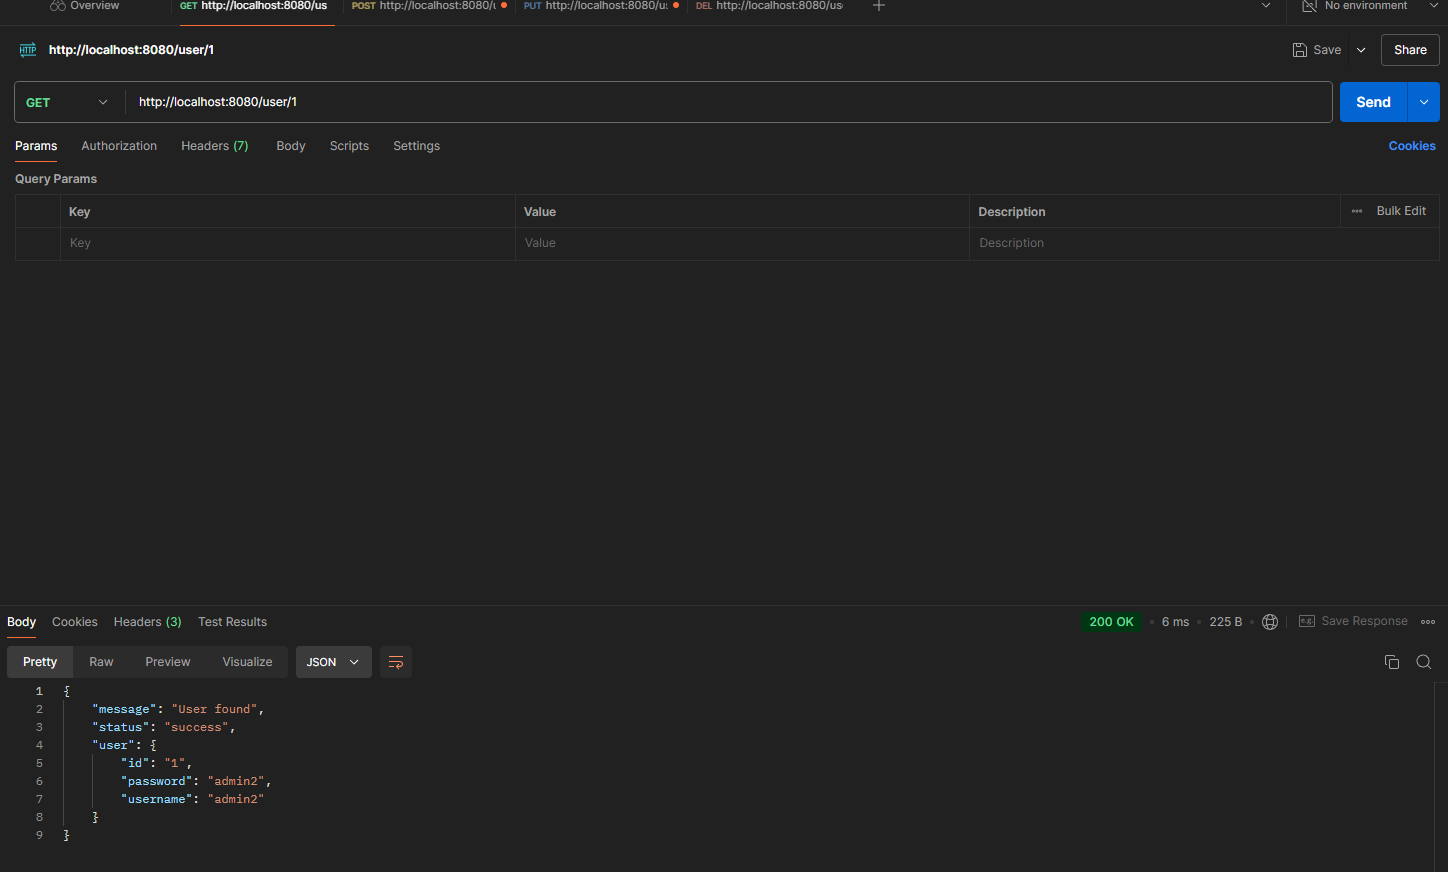 Overview GET http://localhost:8080/us POST http://localhost:8080/u PUT http://localhost:8080/u: DEL http://localhost:8080/us No environment
HTTP http://localhost:8080/user/1 Save Share
GET http://localhost:8080/user/1 Send
Params Authorization Headers (7) Body Scripts Settings Cookies
Query Params
Key Value Description Bulk Edit
Key Value Description
Body Cookies Headers (3) Test Results 200 OK 6 ms 225 B e.g. Save Response
Pretty Raw Preview Visualize JSON
1 {
2 "message": "User found",
3 "status": "success",
4 "user": {
5 "id": "1",
6 "password": "admin2",
7 "username": "admin2"
8 }
9 }